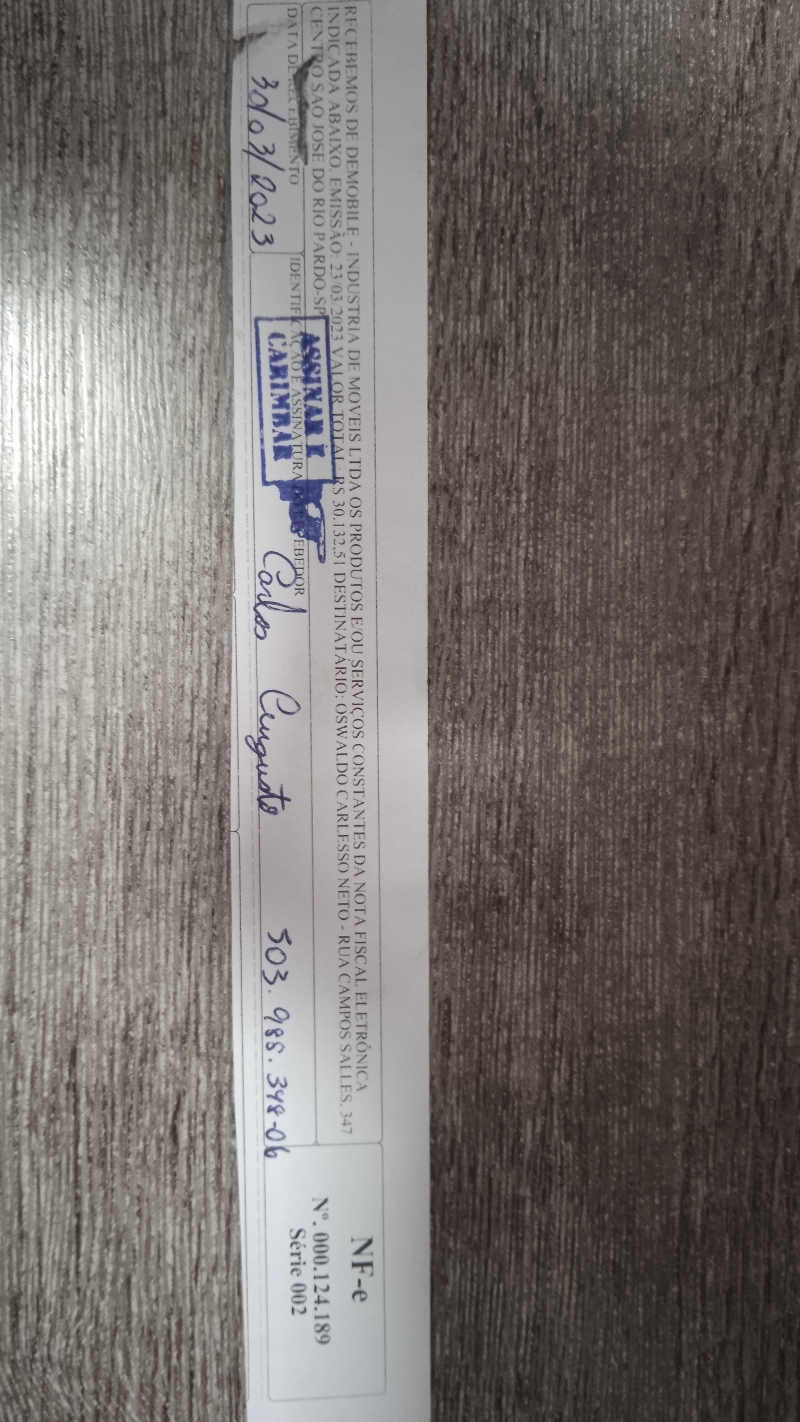 RECEBEMOS DE DEMOBILE - INDUSTRIA DE MOVEIS LTDA OS PRODUTOS E/OU SERVIÇOS CONSTANTES DA NOTA FISCAL ELETRÔNICA
INDICADA ABAIXO. EMISSÃO: 23/03/2023 VALOR TOTAL: R$ 30.132,51 DESTINATÁRIO: OSWALDO CARLESSO NETO - RUA CAMPOS SALLES, 347
CENTRO SAO JOSE DO RIO PARDO-SP
DATA DE RECEBIMENTO
30/03/2023
IDENTIFICAÇÃO E ASSINATURA DO RECEBEDOR
ASSINAR E
CARIMBAR
Carlos Augusto 503.988.398-06
NF-e
Nº. 000.124.189
Série 002